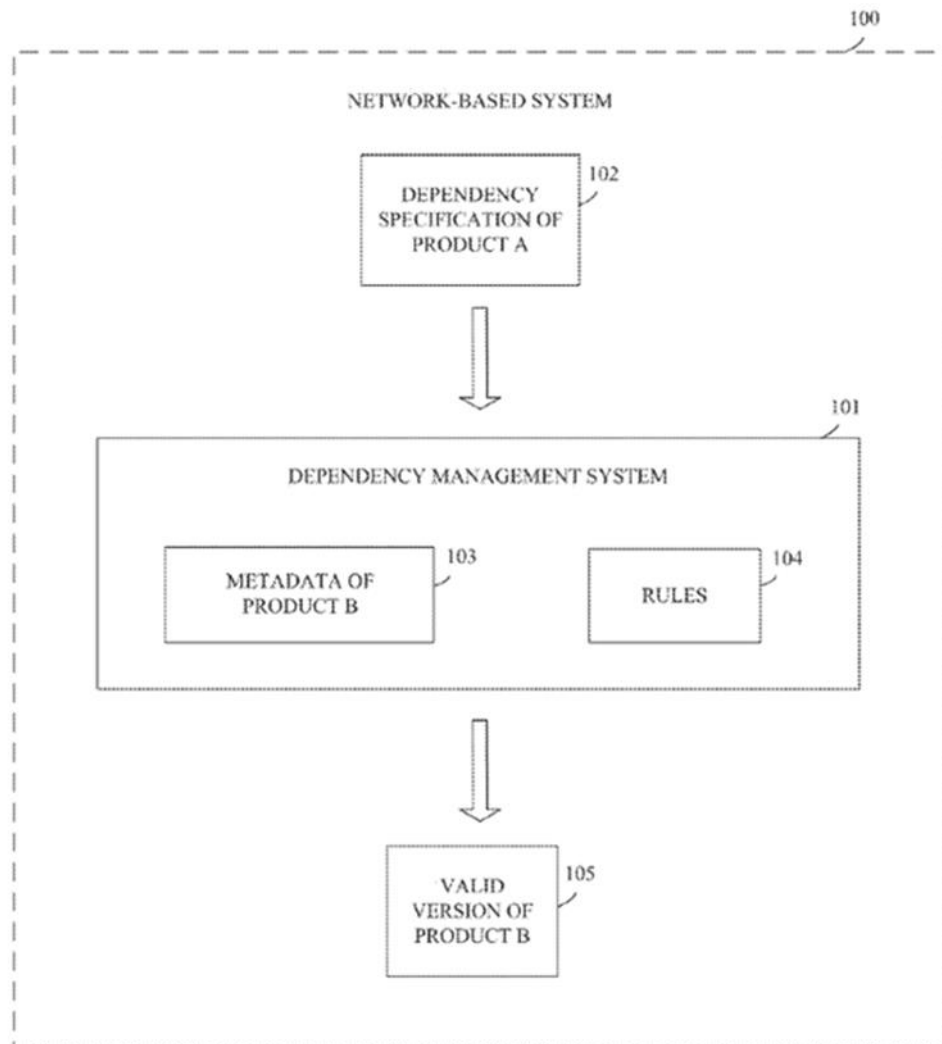 100
NETWORK-BASED SYSTEM
102
DEPENDENCY
SPECIFICATION OF
PRODUCT A
101
DEPENDENCY MANAGEMENT SYSTEM
103
METADATA OF
PRODUCT B
104
RULES
105
VALID
VERSION OF
PRODUCT B